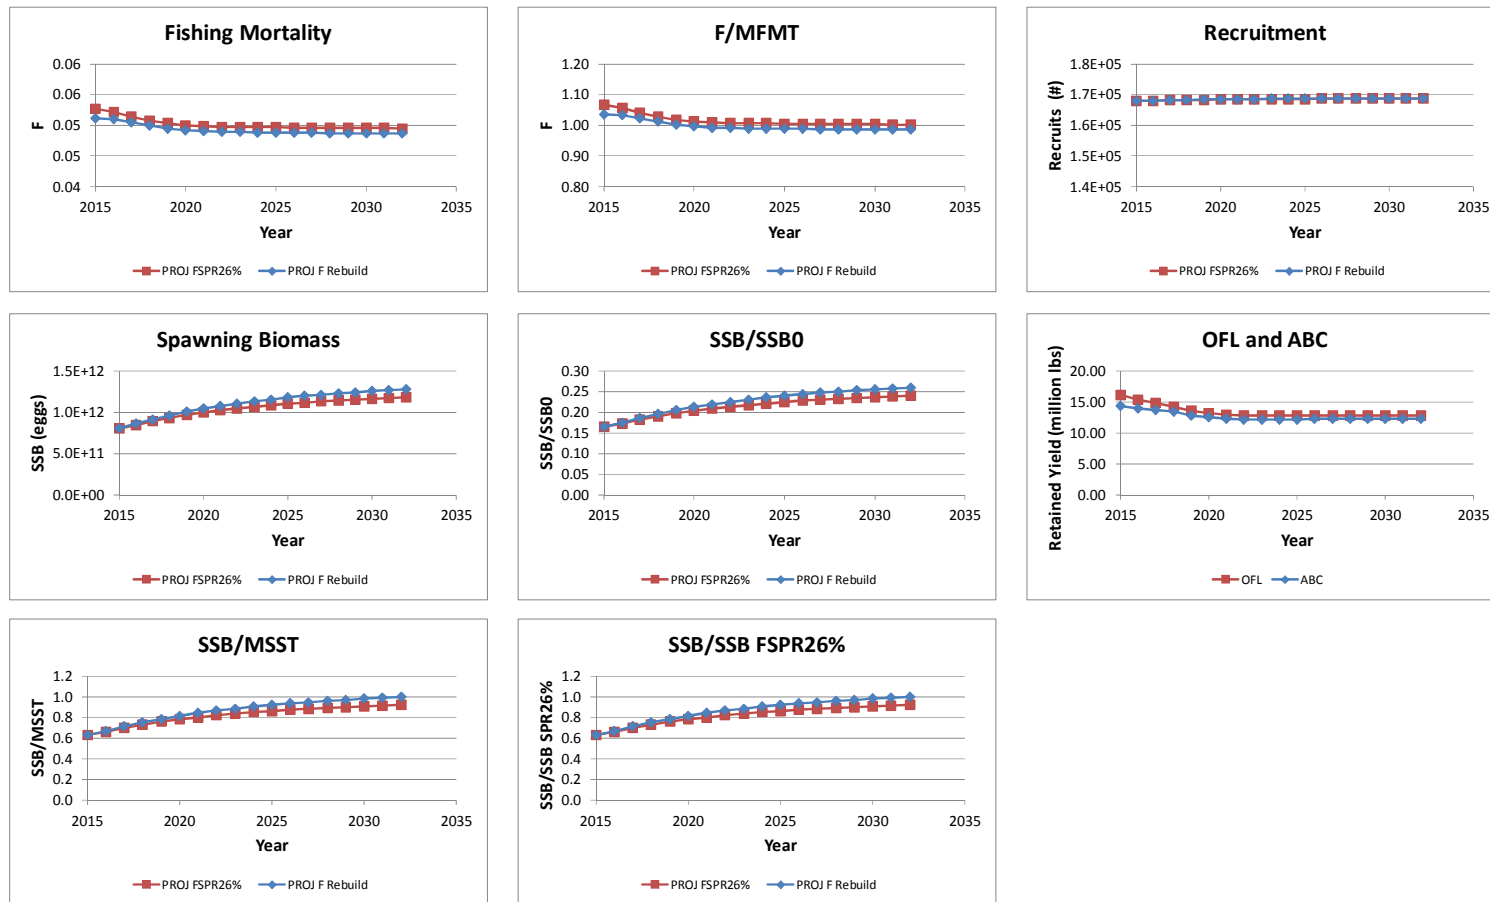 Fishing Mortality
0.06
0.06
0.05
0.05
0.04
F
2015 2020 2025 2030 2035
Year
PROJ FSPR26% PROJ F Rebuild
F/MFMT
1.20
1.10
1.00
0.90
0.80
F
2015 2020 2025 2030 2035
Year
PROJ FSPR26% PROJ F Rebuild
Recruitment
1.8E+05
1.7E+05
1.6E+05
1.5E+05
1.4E+05
Recruits (#)
2015 2020 2025 2030 2035
Year
PROJ FSPR26% PROJ F Rebuild
Spawning Biomass
1.5E+12
1.0E+12
5.0E+11
0.0E+00
SSB (eggs)
2015 2020 2025 2030 2035
Year
PROJ FSPR26% PROJ F Rebuild
SSB/SSB0
0.30
0.25
0.20
0.15
0.10
0.05
0.00
SSB/SSB0
2015 2020 2025 2030 2035
Year
PROJ FSPR26% PROJ F Rebuild
OFL and ABC
20.00
15.00
10.00
5.00
0.00
Retained Yield (million lbs)
2015 2020 2025 2030 2035
Year
OFL ABC
SSB/MSST
1.2
1.0
0.8
0.6
0.4
0.2
0.0
SSB/MSST
2015 2020 2025 2030 2035
Year
PROJ FSPR26% PROJ F Rebuild
SSB/SSB FSPR26%
1.2
1.0
0.8
0.6
0.4
0.2
0.0
SSB/SSB SPR26%
2015 2020 2025 2030 2035
Year
PROJ FSPR26% PROJ F Rebuild